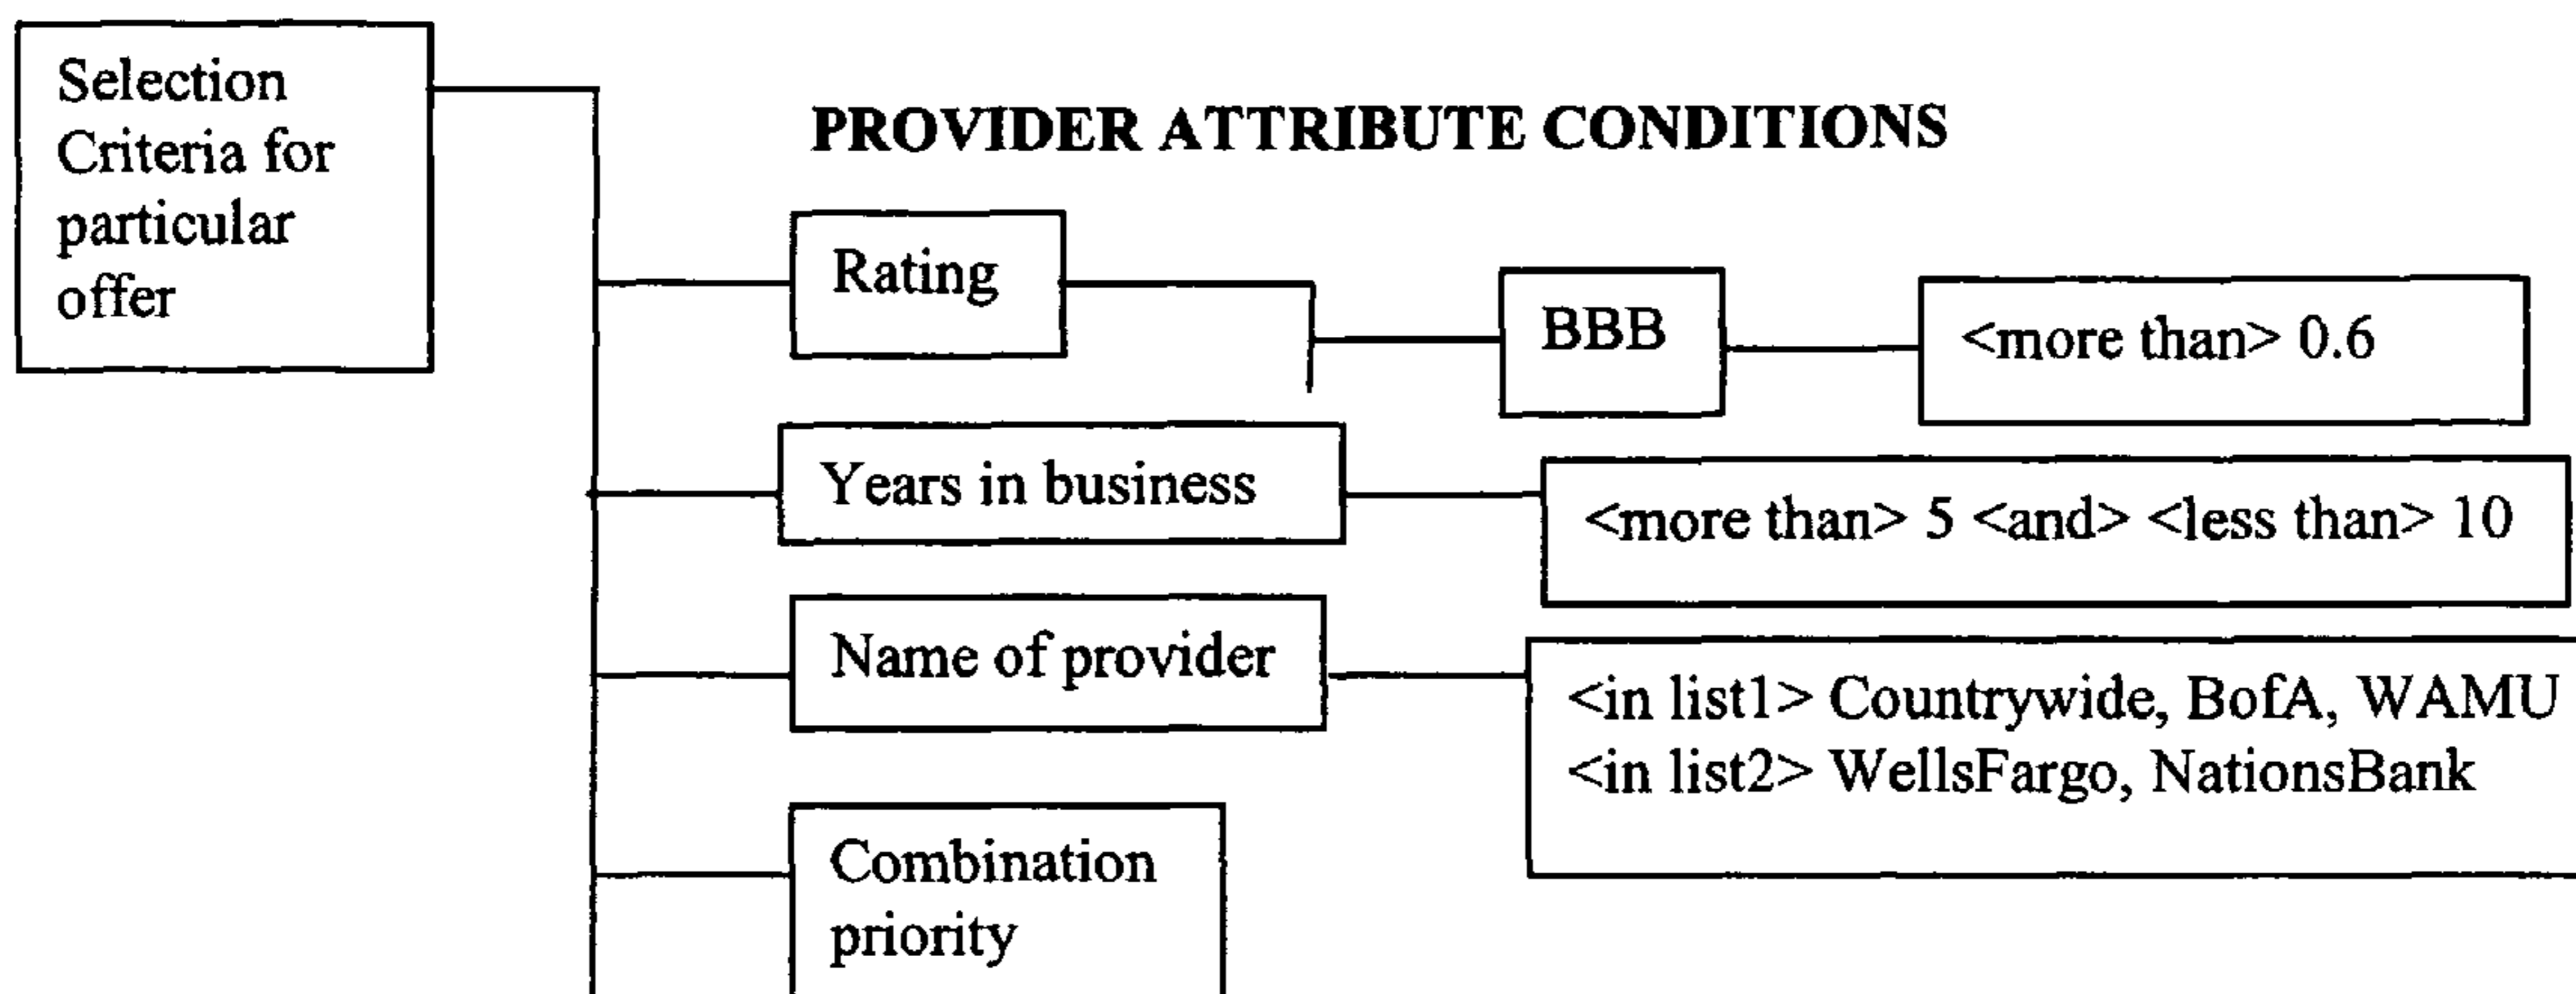 Selection
Criteria for
particular
offer
PROVIDER ATTRIBUTE CONDITIONS
Rating
BBB
<more than> 0.6
Years in business
<more than> 5 <and> <less than> 10
Name of provider
<in list1> Countrywide, BofA, WAMU
<in list2> WellsFargo, NationsBank
Combination
priority